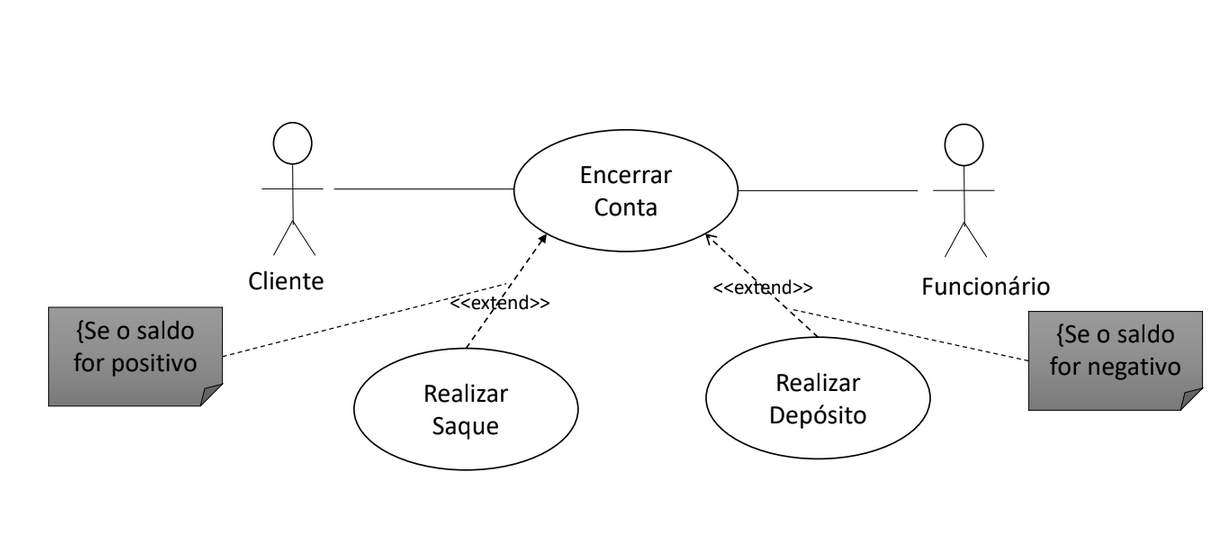 Encerrar
Conta
Cliente
Funcionário
<<extend>>
<<extend>>
{Se o saldo
for positivo
{Se o saldo
for negativo
Realizar
Saque
Realizar
Depósito